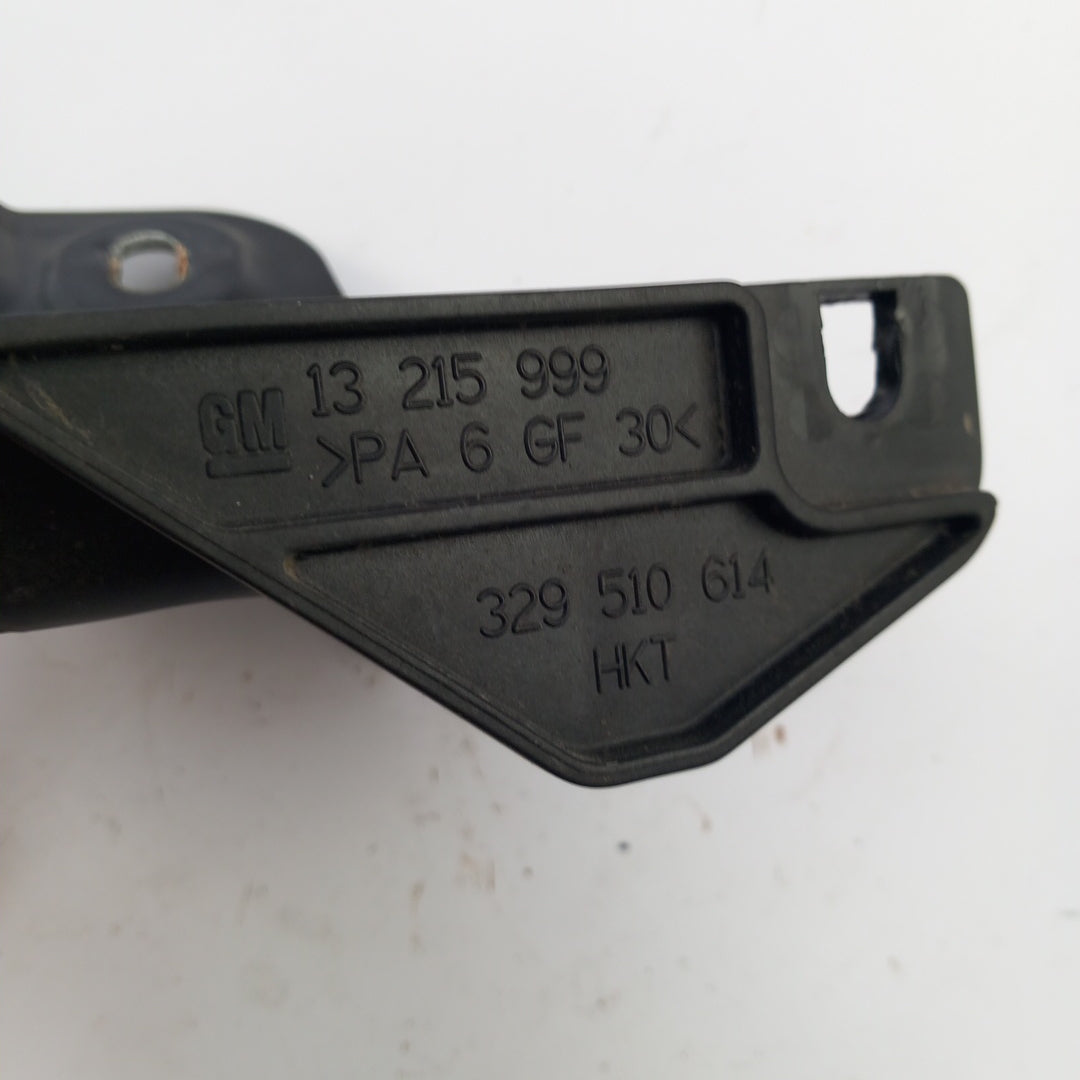 GM 13 215 999
>PA 6 GF 30<
329 510 614
HKT